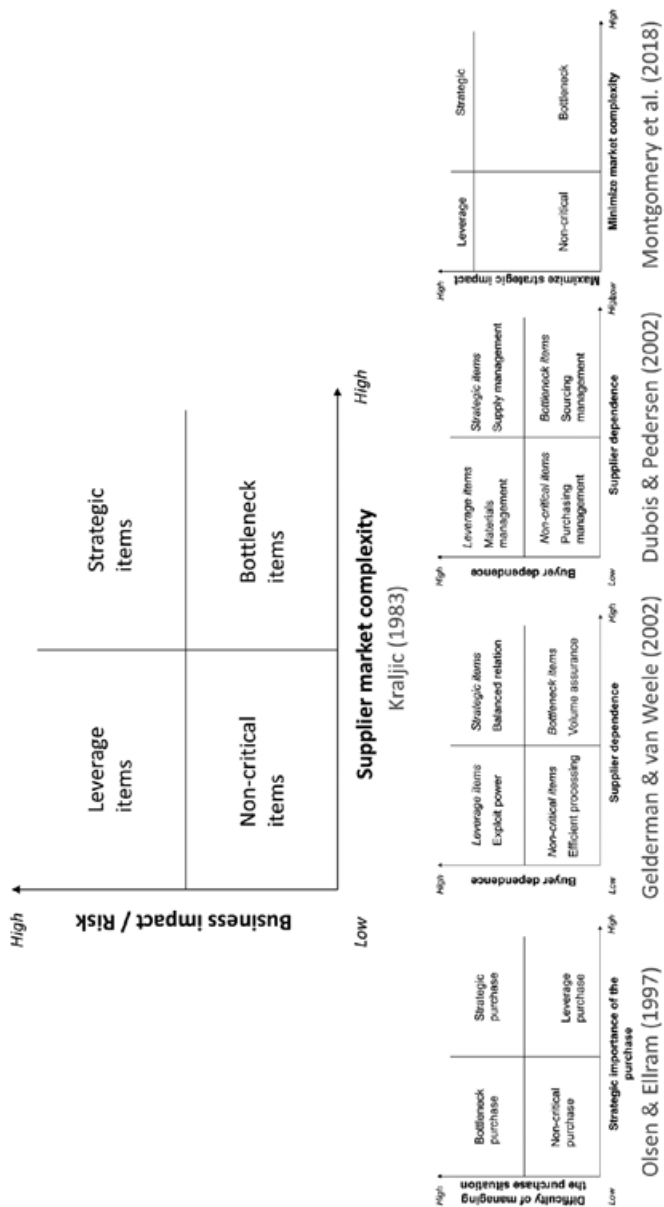 High
Business impact / Risk
Low
Leverage
items
Strategic
items
Non-critical
items
Bottleneck
items
High
Supplier market complexity
Kraljic (1983)
High
Difficulty of managing
the purchase situation
Low
Bottleneck
purchase
Strategic
purchase
Non-critical
purchase
Leverage
purchase
High
Strategic importance of the
purchase
Olsen & Ellram (1997)
High
Buyer dependence
Low
Leverage items
Exploit power
Strategic items
Balanced relation
Non-critical items
Efficient processing
Bottleneck items
Volume assurance
High
Supplier dependence
Gelderman & van Weele (2002)
High
Buyer dependence
Low
Leverage items
Materials
management
Strategic items
Supply management
Non-critical items
Purchasing
management
Bottleneck items
Sourcing
management
High
Supplier dependence
Dubois & Pedersen (2002)
High
Maximize strategic impact
Low
Leverage
Strategic
Non-critical
Bottleneck
High
Minimize market complexity
Montgomery et al. (2018)